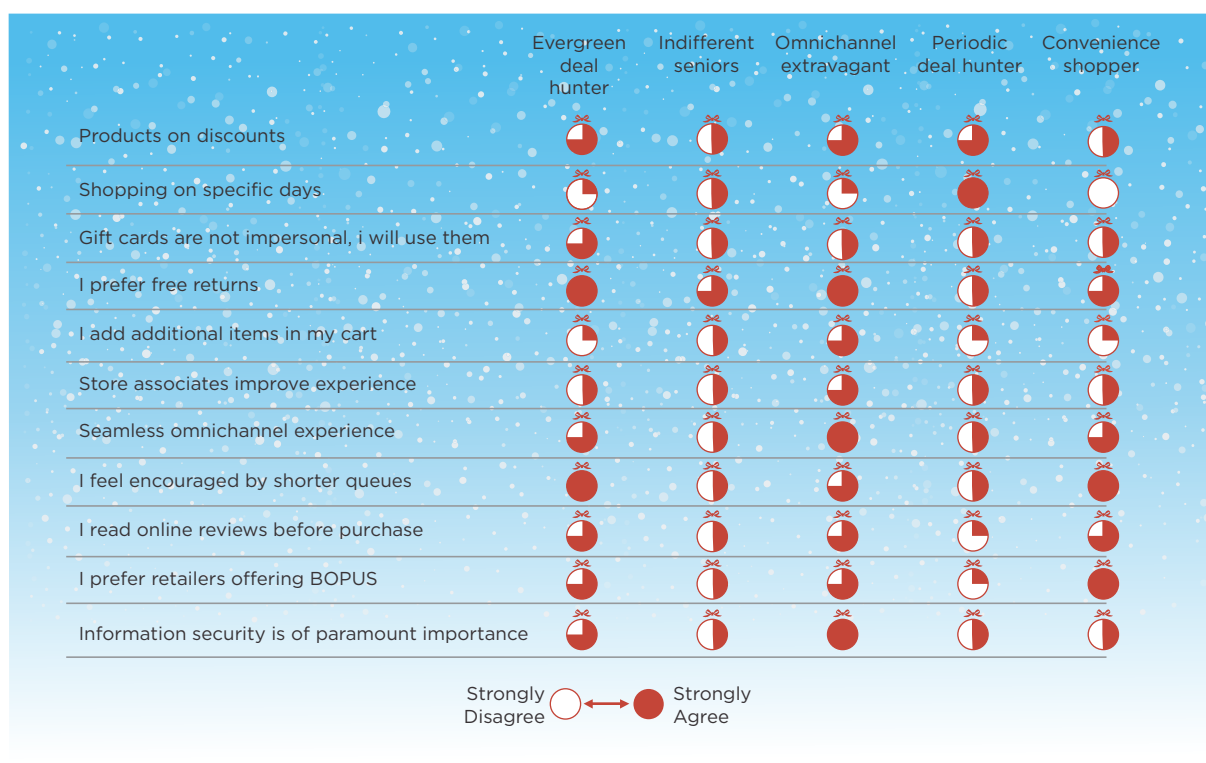 Evergreen
deal
hunter
Indifferent
seniors
Omnichannel
extravagant
Periodic
deal hunter
Convenience
shopper
Products on discounts
Shopping on specific days
Gift cards are not impersonal, i will use them
I prefer free returns
I add additional items in my cart
Store associates improve experience
Seamless omnichannel experience
I feel encouraged by shorter queues
I read online reviews before purchase
I prefer retailers offering BOPUS
Information security is of paramount importance
Strongly
Disagree
Strongly
Agree